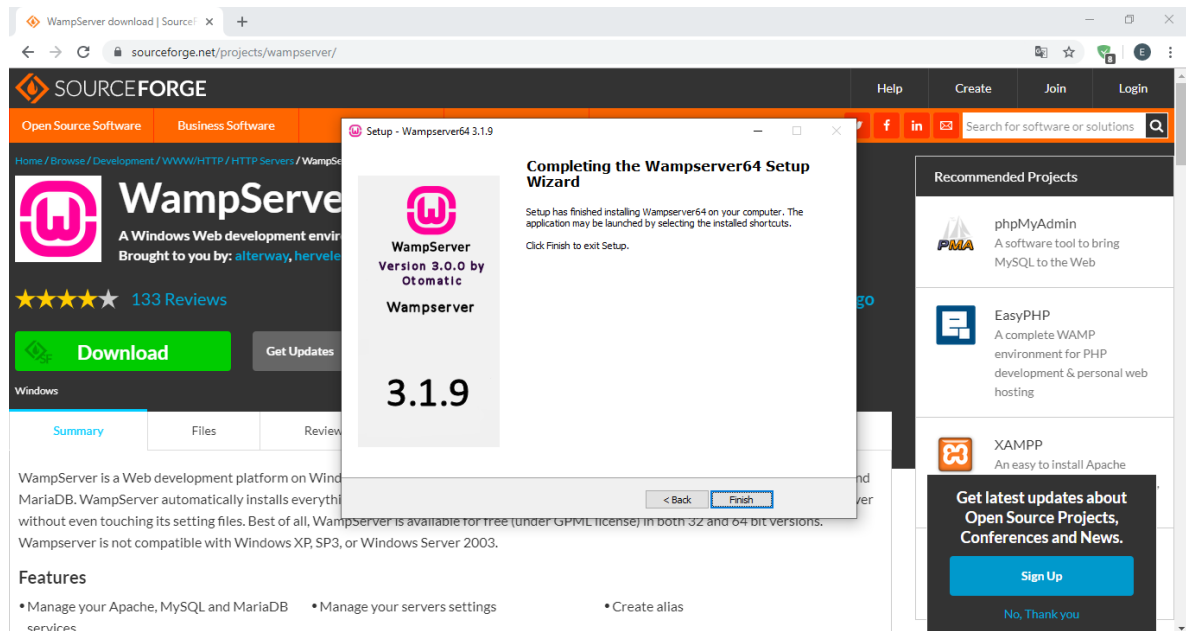 WampServer download | SourceF
sourceforge.net/projects/wampserver/
E
SOURCEFORGE
Help
Create
Join
Login
Open Source Software
Business Software
Search for software or solutions
Home / Browse / Development / WWW/HTTP / HTTP Servers / WampSe
WampServe
A Windows Web development envir
Brought to you by: alterway, hervele
133 Reviews
go
Download
SF
Get Updates
Windows
Summary
Files
Review
WampServer is a Web development platform on Wind
nd
MariaDB. WampServer automatically installs everythi
ver
without even touching its setting files. Best of all, WampServer is available for free (under GPML license) in both 32 and 64 bit versions.
Wampserver is not compatible with Windows XP, SP3, or Windows Server 2003.
Features
• Manage your Apache, MySQL and MariaDB
services
• Manage your servers settings
• Create alias
Setup - Wampserver64 3.1.9
WampServer
Version 3.0.0 by
Otomatic
Wampserver
3.1.9
Completing the Wampserver64 Setup
Wizard
Setup has finished installing Wampserver64 on your computer. The
application may be launched by selecting the installed shortcuts.
Click Finish to exit Setup.
< Back
Finish
Recommended Projects
PMA
phpMyAdmin
A software tool to bring
MySQL to the Web
EasyPHP
A complete WAMP
environment for PHP
development & personal web
hosting
XAMPP
An easy to install Apache
Get latest updates about
Open Source Projects,
Conferences and News.
Sign Up
No, Thank you